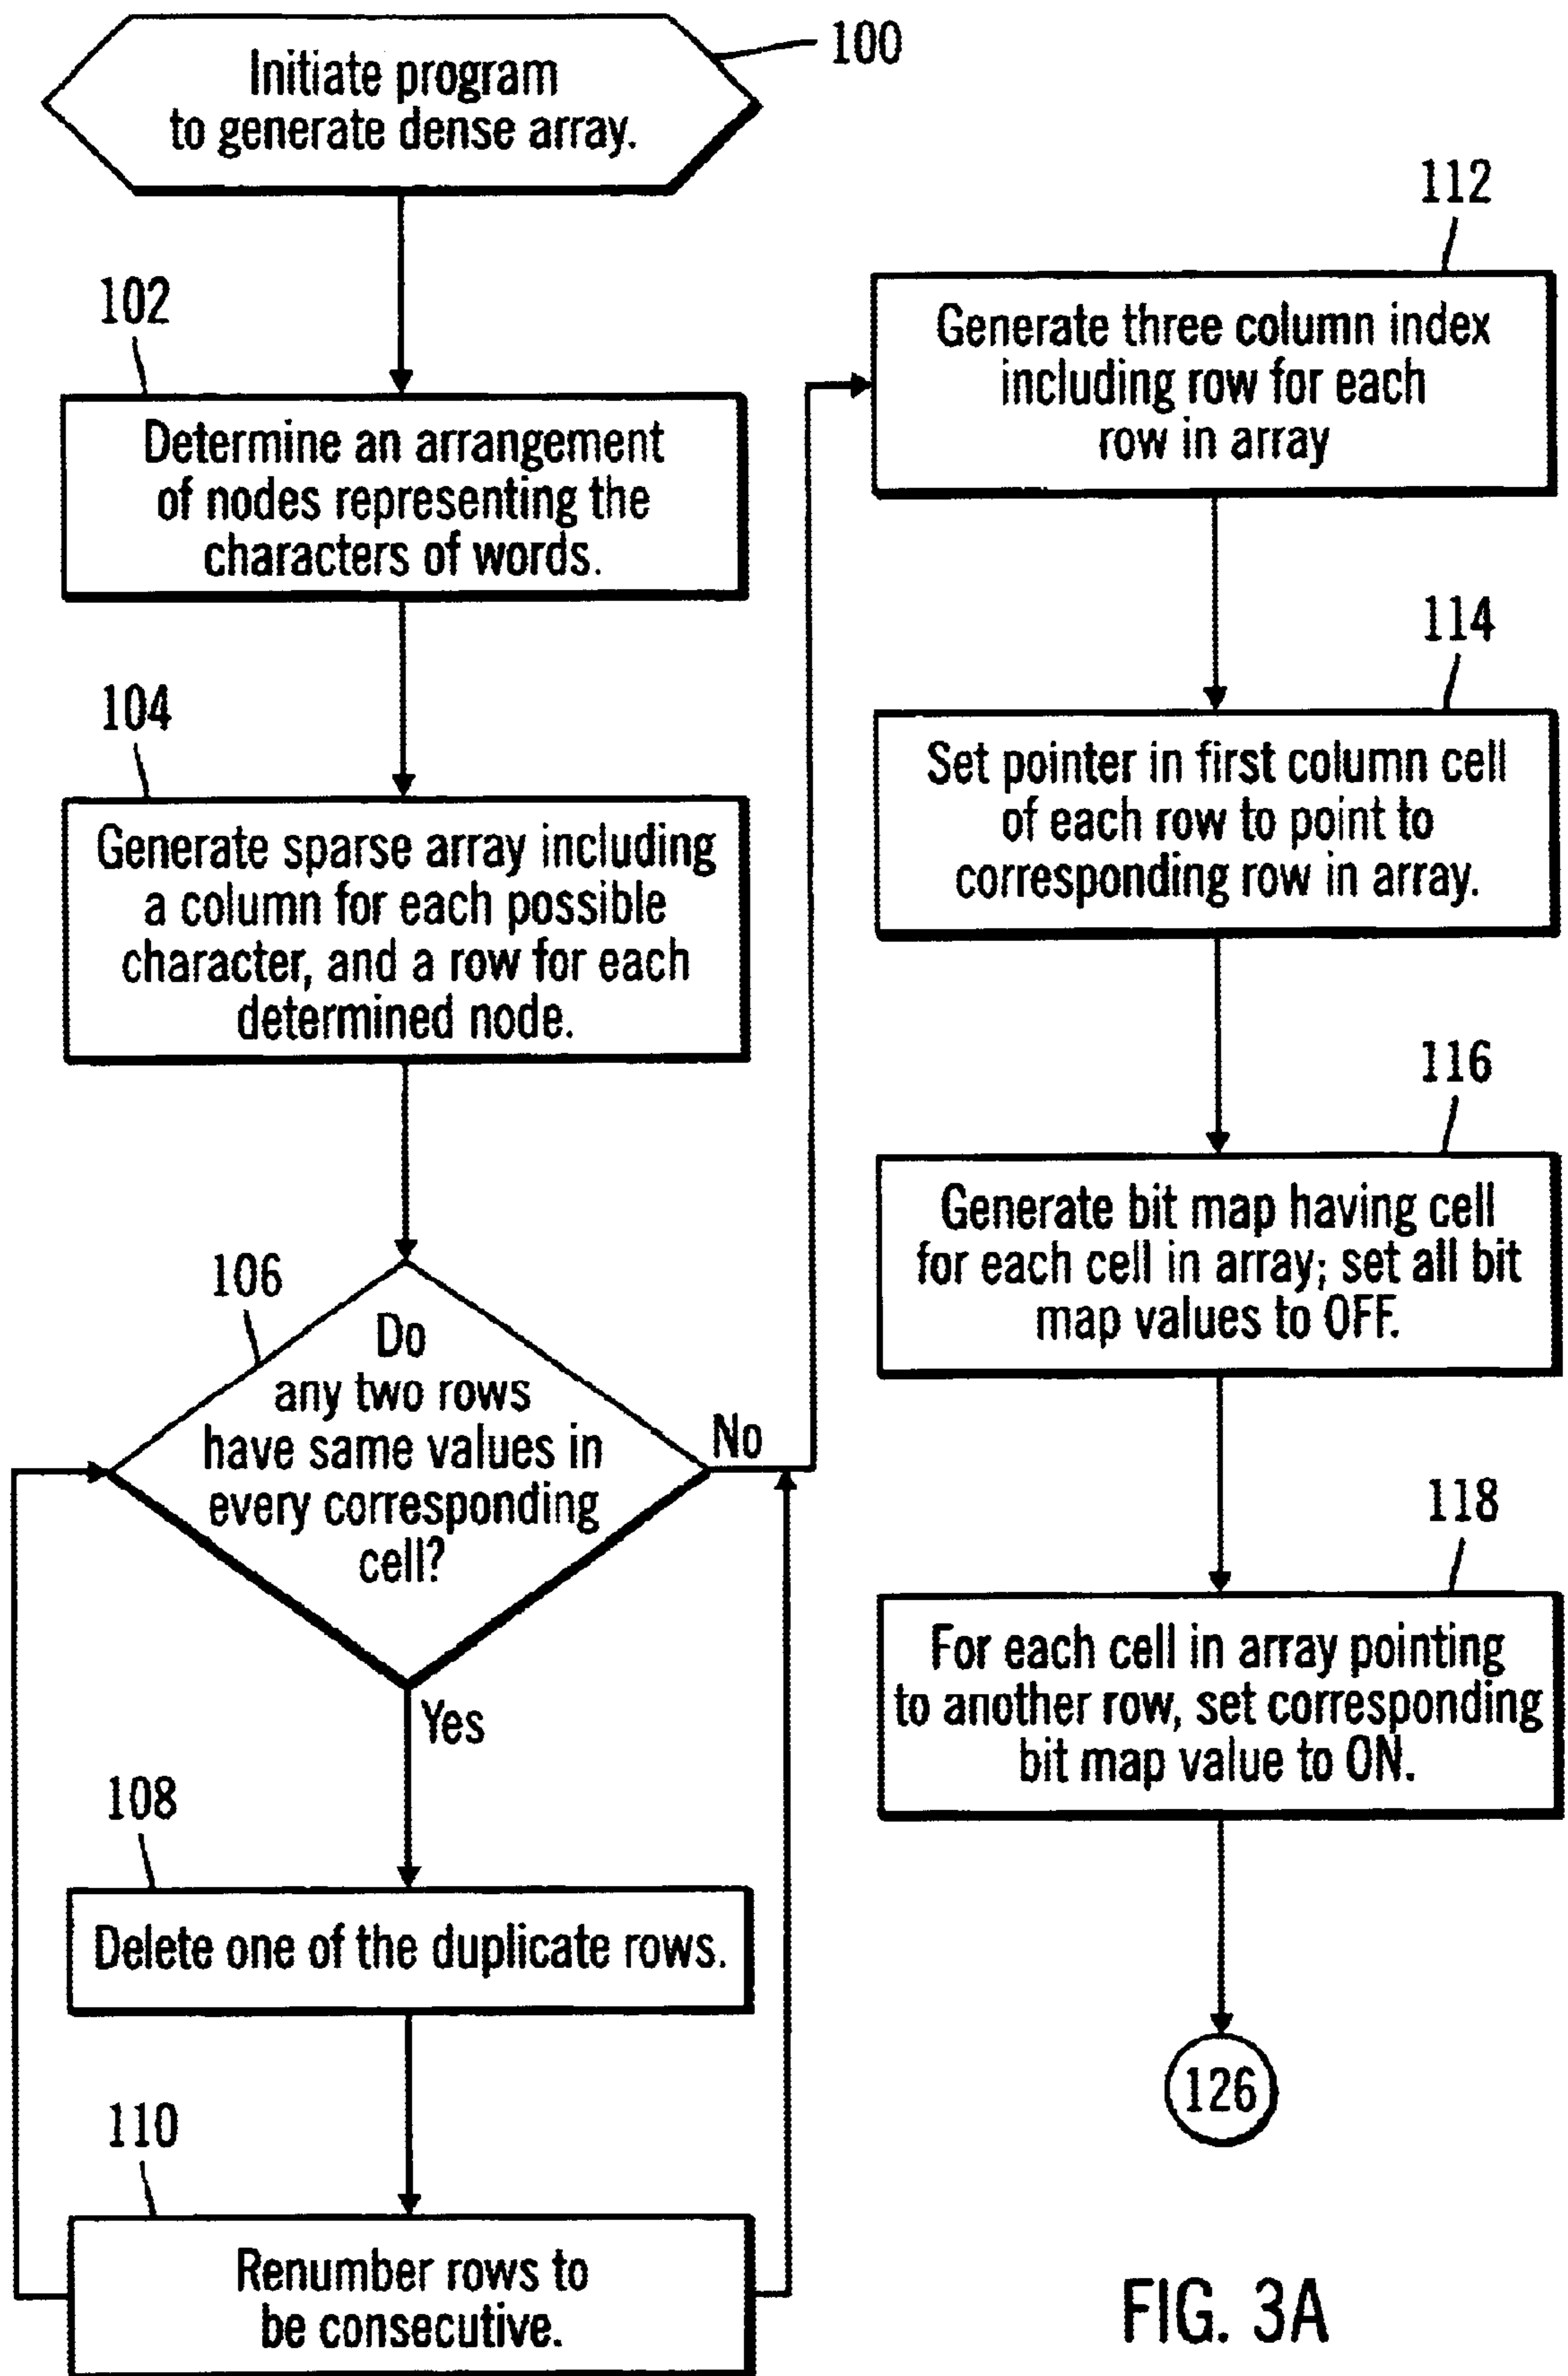 100
Initiate program
to generate dense array.
102
Determine an arrangement
of nodes representing the
characters of words.
104
Generate sparse array including
a column for each possible
character, and a row for each
determined node.
106
Do
any two rows
have same values in
every corresponding
cell?
No
Yes
108
Delete one of the duplicate rows.
110
Renumber rows to
be consecutive.
112
Generate three column index
including row for each
row in array
114
Set pointer in first column cell
of each row to point to
corresponding row in array.
116
Generate bit map having cell
for each cell in array; set all bit
map values to OFF.
118
For each cell in array pointing
to another row, set corresponding
bit map value to ON.
126
FIG. 3A